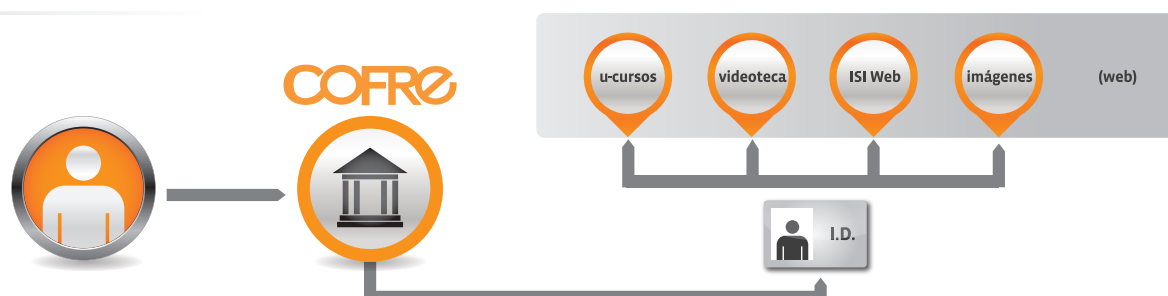 COFRe
u-cursos
videoteca
ISI Web
imágenes
(web)
I.D.